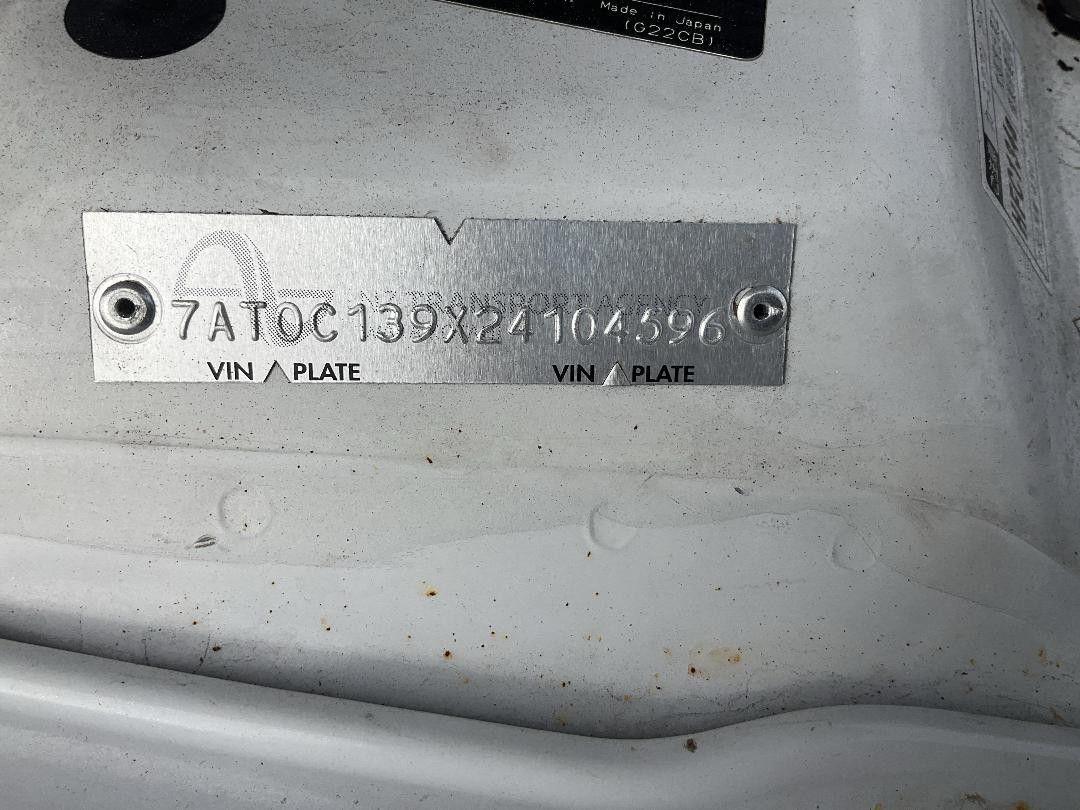 Made in Japan
(G22CB)
NZ TRANSPORT AGENCY
7AT0C139X24104596
VIN PLATE VIN PLATE